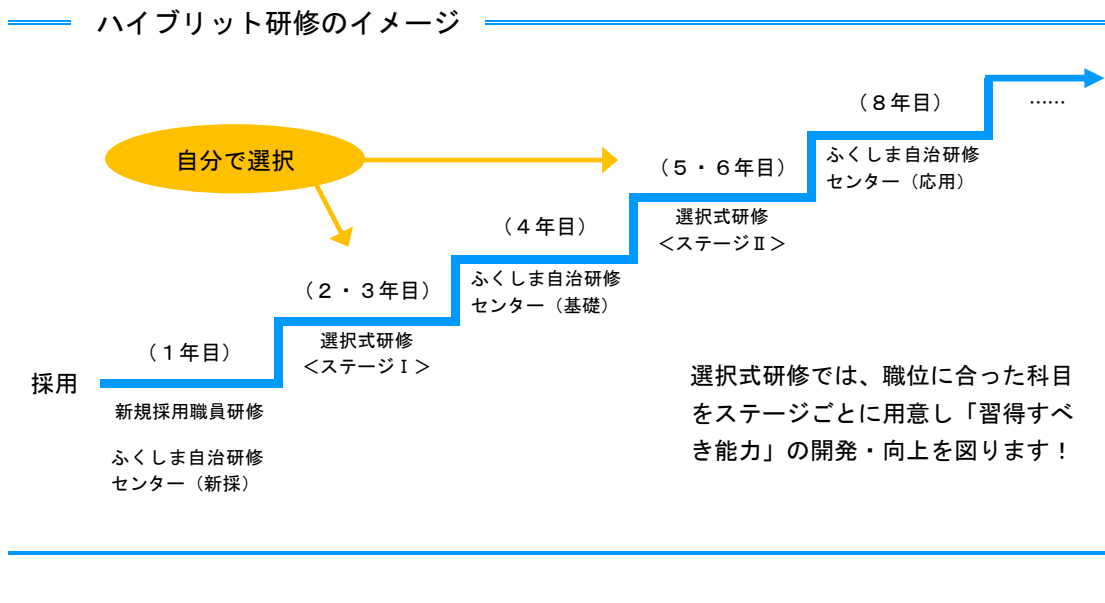 ハイブリット研修のイメージ
(8年目)
……
自分で選択
(5・6年目)
ふくしま自治研修
センター(応用)
選択式研修
<ステージⅡ>
(4年目)
ふくしま自治研修
センター(基礎)
(2・3年目)
選択式研修
<ステージⅠ>
(1年目)
採用
新規採用職員研修
ふくしま自治研修
センター(新採)
選択式研修では、職位に合った科目
をステージごとに用意し「習得すべ
き能力」の開発・向上を図ります!